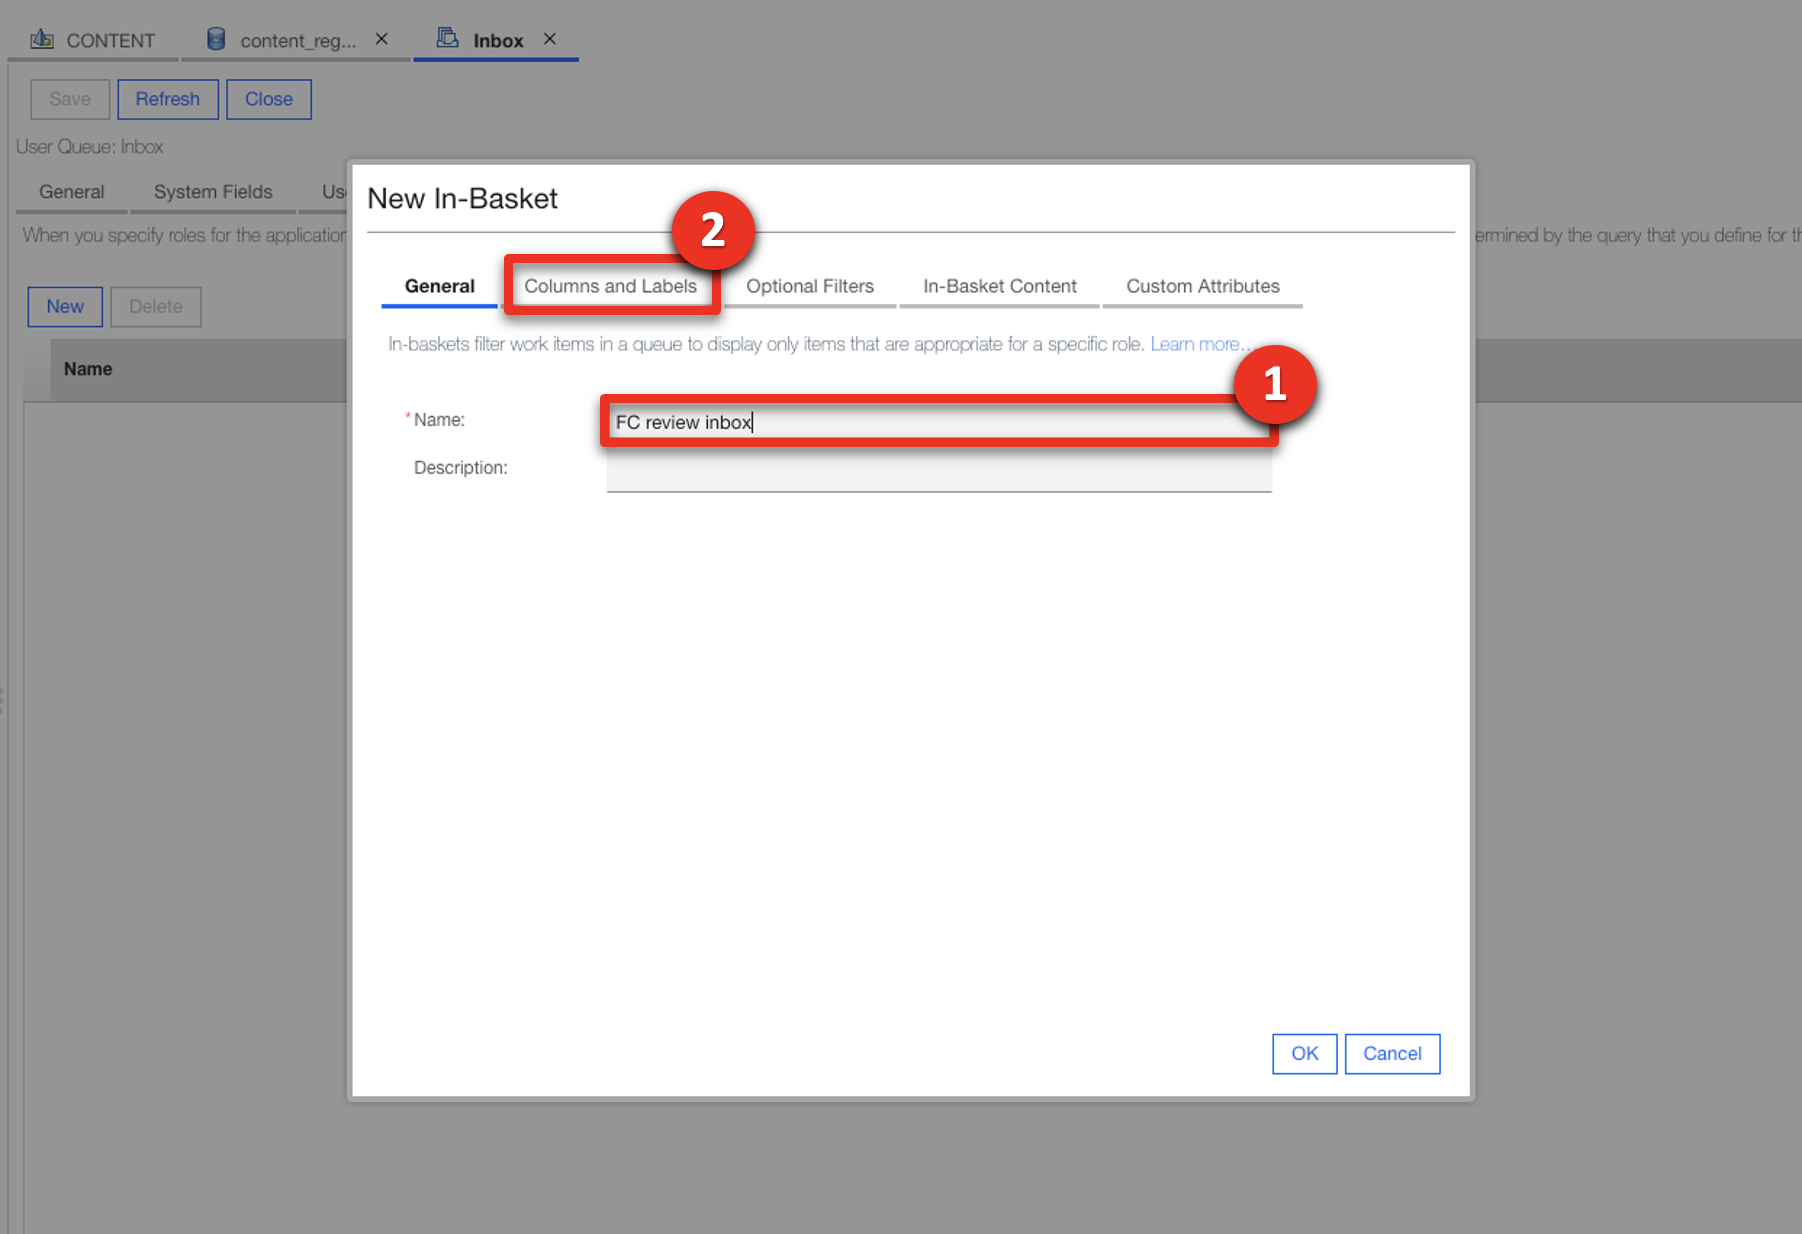 CONTENT
content_reg...
Inbox
Save
Refresh
Close
User Queue: Inbox
General
System Fields
When you specify roles for the application
ermined by the query that you define for
New
Delete
Name
New In-Basket
2
General
Columns and Labels
Optional Filters
In-Basket Content
Custom Attributes
In-baskets filter work items in a queue to display only items that are appropriate for a specific role. Learn more...
1
*Name:
FC review inbox
Description:
OK
Cancel